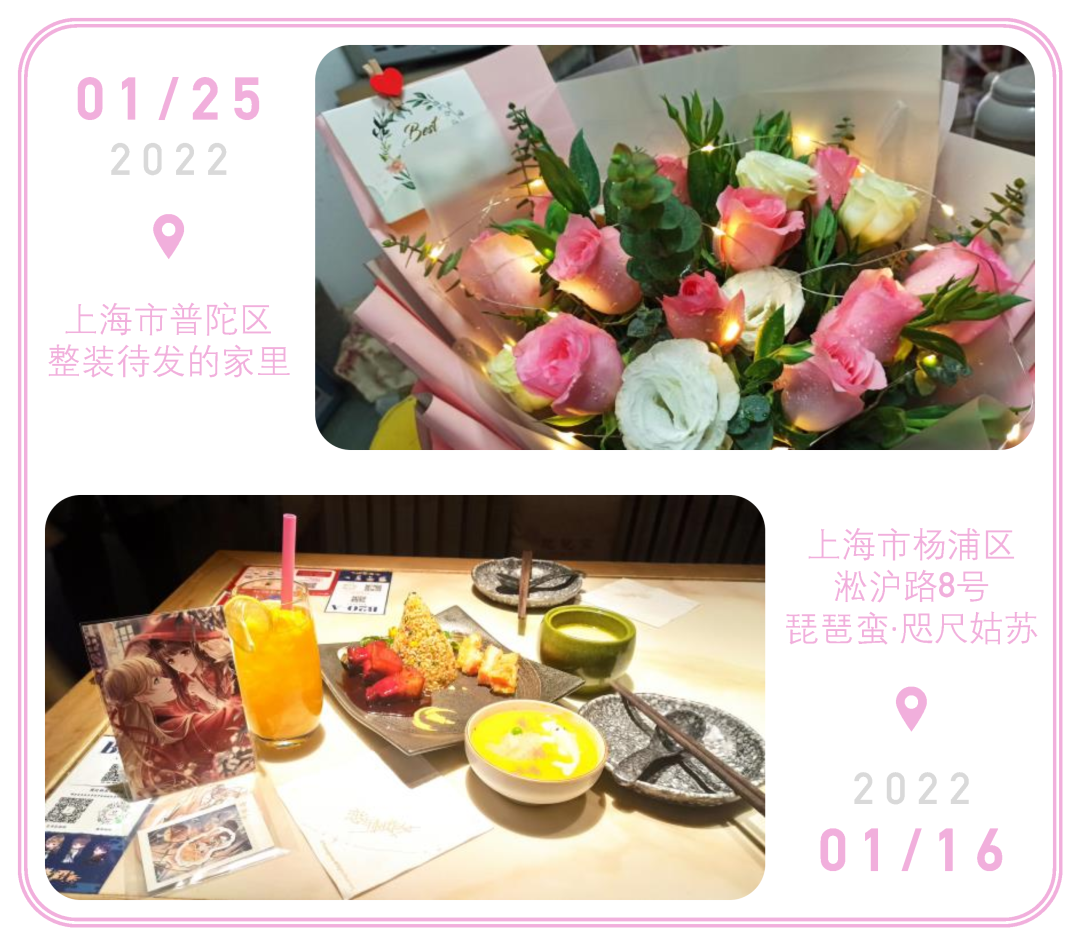 01/25
2022
上海市普陀区
整装待发的家里
Best
上海市杨浦区
淞沪路8号
琵琶蛮·咫尺姑苏
2022
01/16